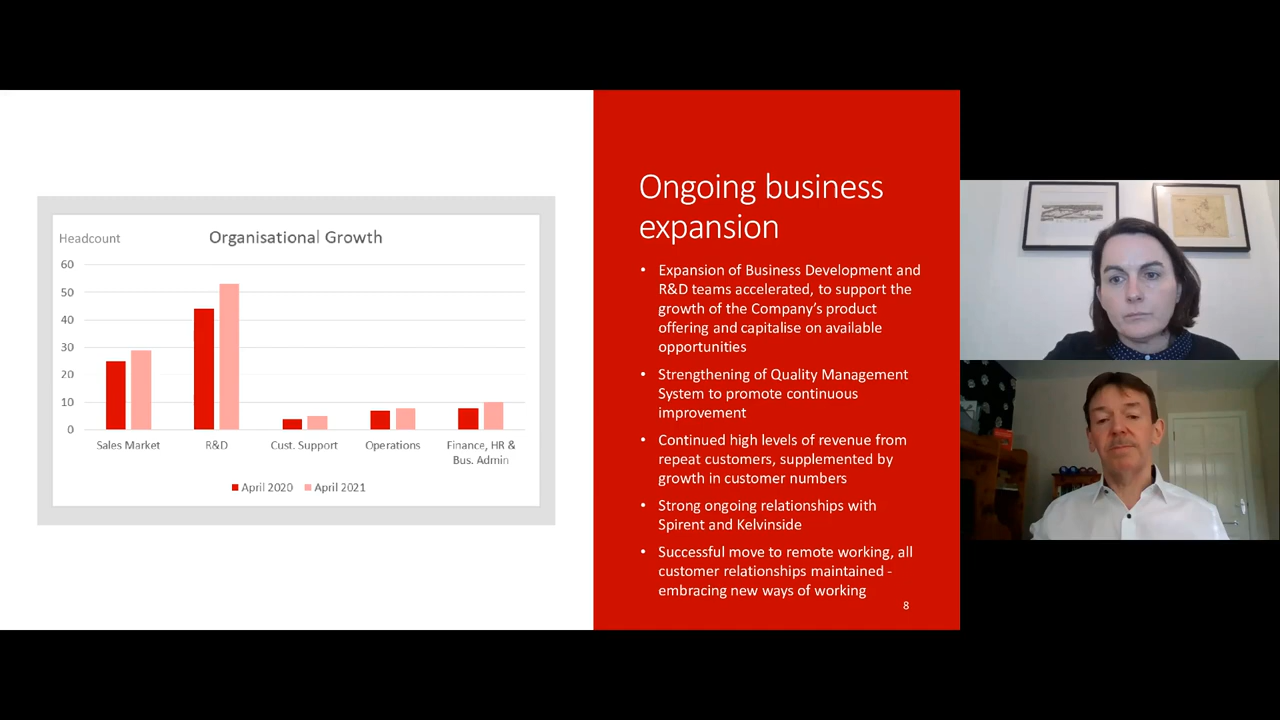 Headcount
Organisational Growth
60
50
40
30
20
10
0
Sales Market
R&D
Cust. Support
Operations
Finance, HR &
Bus. Admin
April 2020
April 2021
Ongoing business
expansion
• Expansion of Business Development and
R&D teams accelerated, to support the
growth of the Company's product
offering and capitalise on available
opportunities
• Strengthening of Quality Management
System to promote continuous
improvement
• Continued high levels of revenue from
repeat customers, supplemented by
growth in customer numbers
• Strong ongoing relationships with
Spirent and Kelvinside
• Successful move to remote working, all
customer relationships maintained -
embracing new ways of working
8